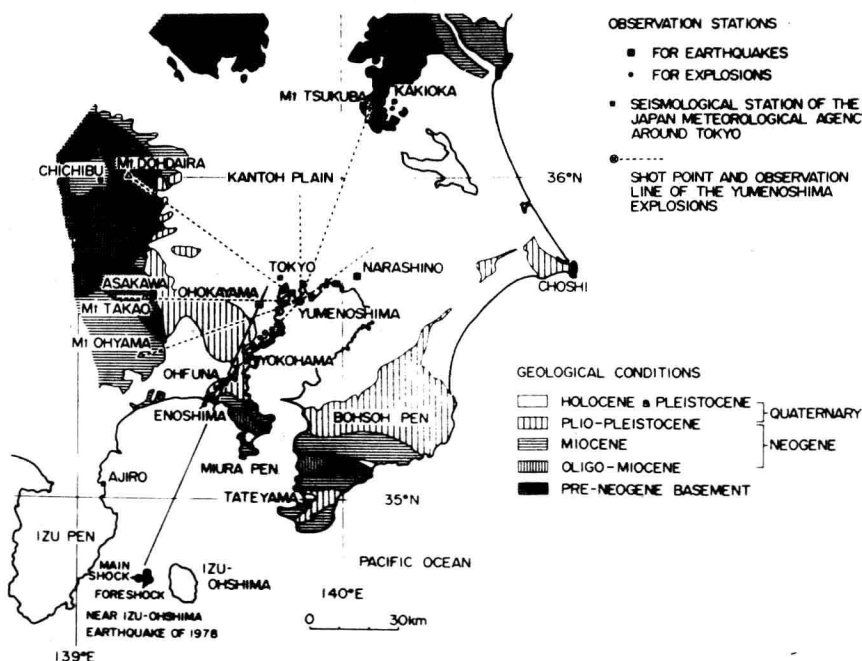 OBSERVATION STATIONS
FOR EARTHQUAKES
FOR EXPLOSIONS
SEISMOLOGICAL STATION OF THE
JAPAN METEOROLOGICAL AGENC
AROUND TOKYO
SHOT POINT AND OBSERVATION
LINE OF THE YUMENOSHIMA
EXPLOSIONS
Mt TSUKUBA
KAKIOKA
CHICHIBU
Mt. DOHDAIRA
KANTOH PLAIN
36°N
TOKYO
NARASHINO
CHOSHI
ASAKAWA
OHOKAYAMA
Mt TAKAO
YUMENOSHIMA
Mt OHYAMA
YOKOHAMA
OHFUNA
ENOSHIMA
BOHSOH PEN
MIURA PEN
AJIRO
TATEYAMA
35°N
IZU PEN
PACIFIC OCEAN
MAIN
SHOCK
IZU-
OHSHIMA
FORESHOCK
140°E
NEAR IZU-OHSHIMA
EARTHQUAKE OF 1978
0 30km
139°E
GEOLOGICAL CONDITIONS
HOLOCENE & PLEISTOCENE
QUATERNARY
PLIO-PLEISTOCENE
MIOCENE
NEOGENE
OLIGO-MIOCENE
PRE-NEOGENE BASEMENT